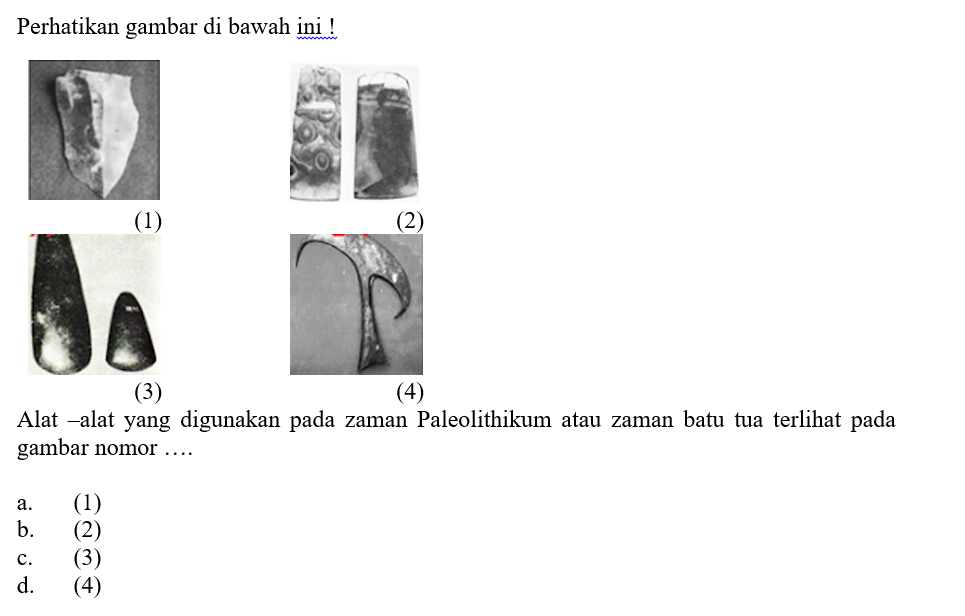 Perhatikan gambar di bawah ini !
(1) (2)
(3) (4)
Alat –alat yang digunakan pada zaman Paleolithikum atau zaman batu tua terlihat pada
gambar nomor ….
a. (1)
b. (2)
c. (3)
d. (4)